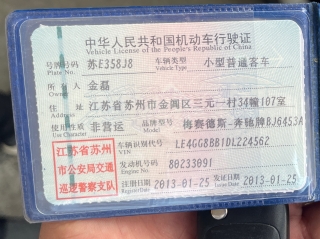 中华人民共和国机动车行驶证
Vehicle License of the People's Republic of China
号牌号码 苏E358J8 车辆类型 小型普通客车
Plate No. Vehicle Type
所有人 金磊
Owner
住址 江苏省苏州市金阊区三元一村34幢107室
Address
使用性质 非营运 品牌型号 梅赛德斯-奔驰牌BJ6453A
Use Character Model
江苏省苏州
市公安局交通
巡逻警察支队
车辆识别代号 LE4GG8BB1DL224562
VIN
发动机号码 80233091
Engine No.
注册日期 2013-01-25 发证日期 2013-01-25
Register Date Issue Date